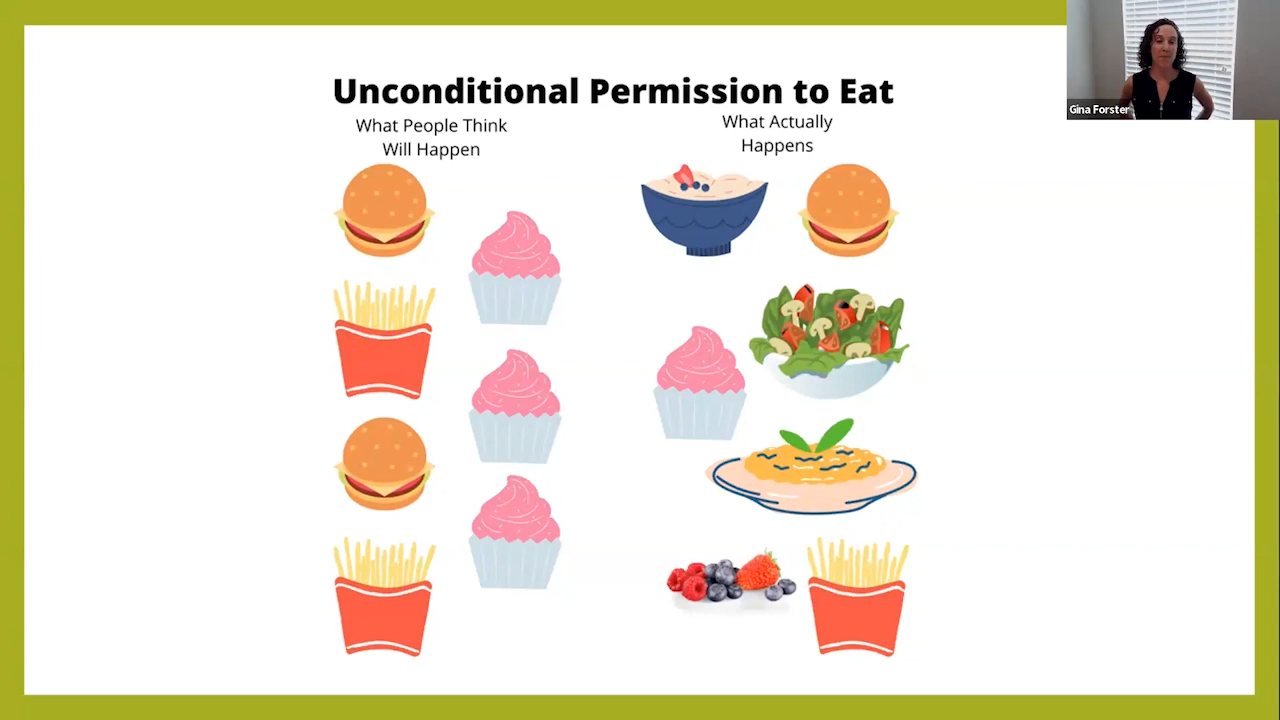 Unconditional Permission to Eat
What People Think
Will Happen
What Actually
Happens
Gina Forster